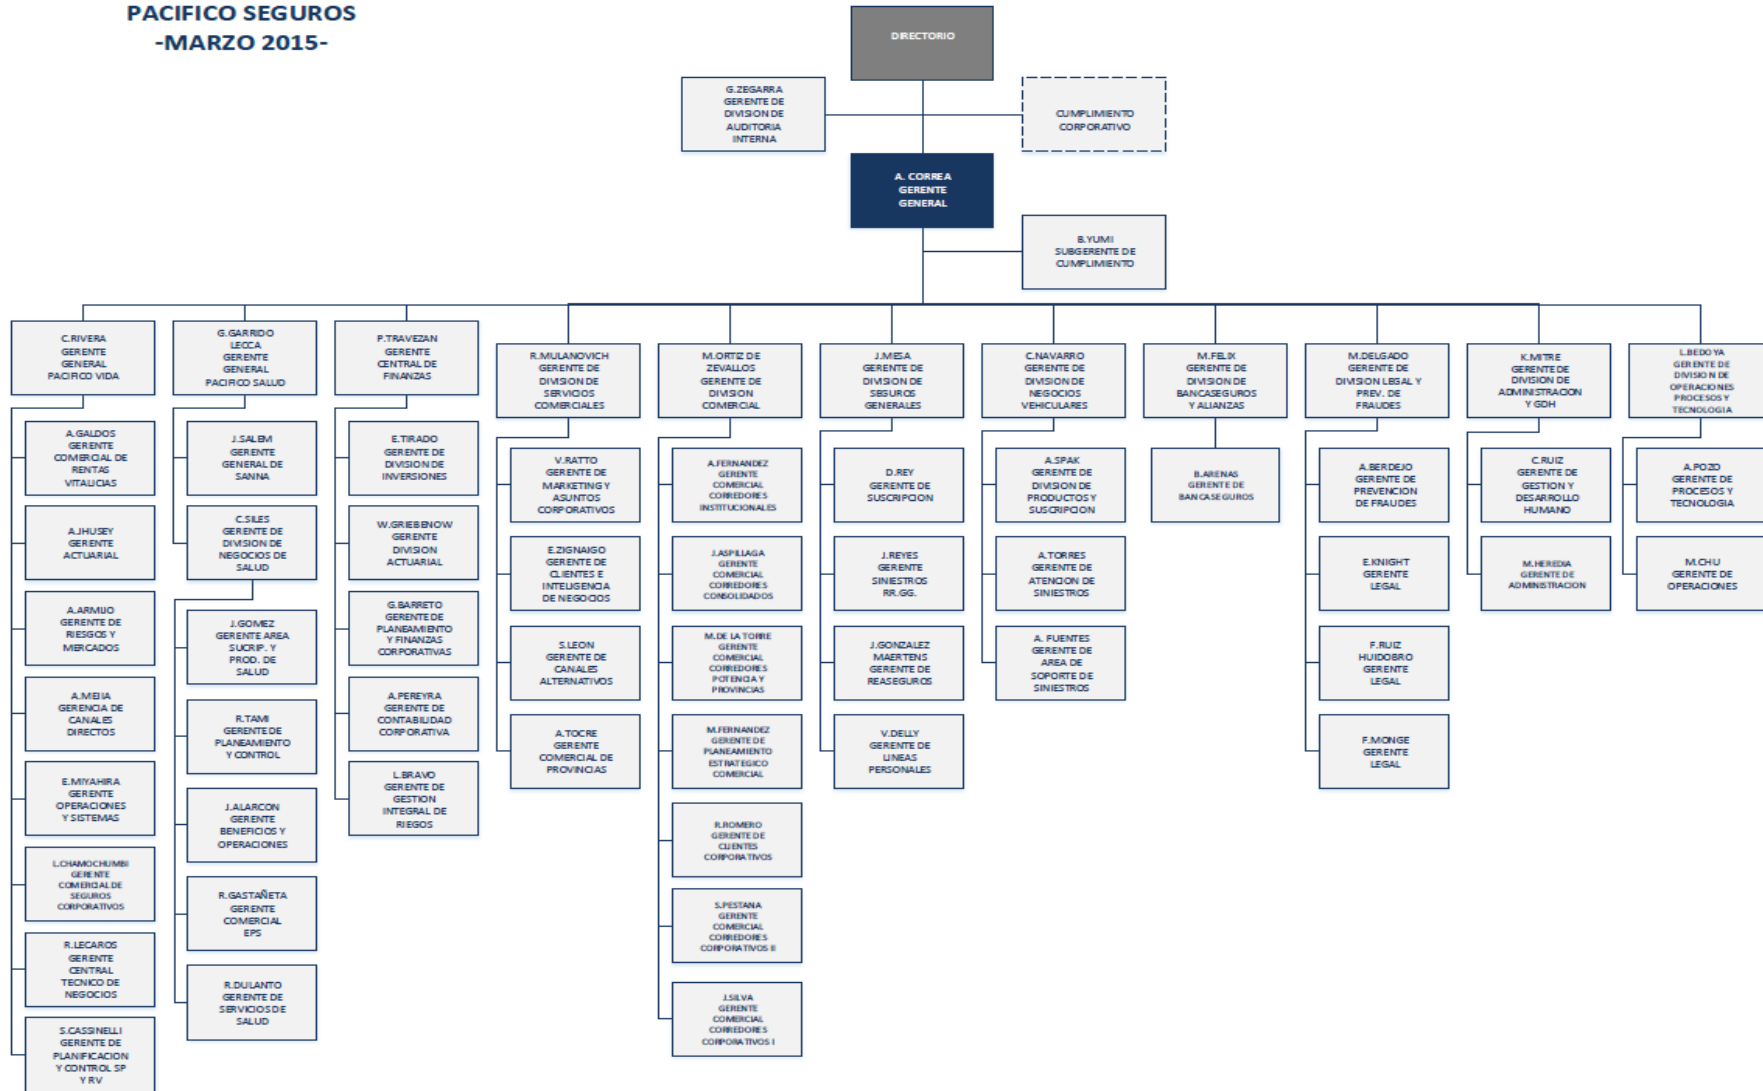 PACIFICO SEGUROS
-MARZO 2015-
DIRECTORIO
G.ZEGARRA
GERENTE DE
DIVISION DE
AUDITORIA
INTERNA
CUMPLIMIENTO
CORPORATIVO
A. CORREA
GERENTE
GENERAL
B.YUMI
SUBGERENTE DE
CUMPLIMIENTO
C.RIVERA
GERENTE
GENERAL
PACIFICO VIDA
G.GARRIDO
LECCA
GERENTE
GENERAL
PACIFICO SALUD
P.TRAVEZAN
GERENTE
CENTRAL DE
FINANZAS
R.MULANOVICH
GERENTE DE
DIVISION DE
SERVICIOS
COMERCIALES
M.ORTIZ DE
ZEVALLOS
GERENTE DE
DIVISION
COMERCIAL
J.MESA
GERENTE DE
DIVISION DE
SEGUROS
GENERALES
C.NAVARRO
GERENTE DE
DIVISION DE
NEGOCIOS
VEHICULARES
M.FELIX
GERENTE DE
DIVISION DE
BANCASEGUROS
Y ALIANZAS
M.DELGADO
GERENTE DE
DIVISION LEGAL Y
PREV. DE
FRAUDES
K.MITRE
GERENTE DE
DIVISION DE
ADMINISTRACION
Y GDH
L.BEDOYA
GERENTE DE
DIVISION DE
OPERACIONES
PROCESOS Y
TECNOLOGIA
A.GALDOS
GERENTE
COMERCIAL DE
RENTAS
VITALICIAS
A.JHUSEY
GERENTE
ACTUARIAL
A.ARMIJO
GERENTE DE
RIESGOS Y
MERCADOS
A.MEJIA
GERENCIA DE
CANALES
DIRECTOS
E.MIYAHIRA
GERENTE
OPERACIONES
Y SISTEMAS
L.CHAMOCHUMBI
GERENTE
COMERCIAL DE
SEGUROS
CORPORATIVOS
R.LECAROS
GERENTE
CENTRAL
TECNICO DE
NEGOCIOS
S.CASSINELLI
GERENTE DE
PLANIFICACION
Y CONTROL SP
Y RV
J.SALEM
GERENTE
GENERAL DE
SANNA
C.SILES
GERENTE DE
DIVISION DE
NEGOCIOS DE
SALUD
J.GOMEZ
GERENTE AREA
SUCRIP. Y
PROD. DE
SALUD
R.TAMI
GERENTE DE
PLANEAMIENTO
Y CONTROL
J.ALARCON
GERENTE
BENEFICIOS Y
OPERACIONES
R.GASTAÑETA
GERENTE
COMERCIAL
EPS
R.DULANTO
GERENTE DE
SERVICIOS DE
SALUD
E.TIRADO
GERENTE DE
DIVISION DE
INVERSIONES
W.GRIEBENOW
GERENTE
DIVISION
ACTUARIAL
G.BARRETO
GERENTE DE
PLANEAMIENTO
Y FINANZAS
CORPORATIVAS
A.PEREYRA
GERENTE DE
CONTABILIDAD
CORPORATIVA
L.BRAVO
GERENTE DE
GESTION
INTEGRAL DE
RIEGOS
V.RATTO
GERENTE DE
MARKETING Y
ASUNTOS
CORPORATIVOS
E.ZIGNAIGO
GERENTE DE
CLIENTES E
INTELIGENCIA
DE NEGOCIOS
S.LEON
GERENTE DE
CANALES
ALTERNATIVOS
A.TOCRE
GERENTE
COMERCIAL DE
PROVINCIAS
A.FERNANDEZ
GERENTE
COMERCIAL
CORREDORES
INSTITUCIONALES
J.ASPILLAGA
GERENTE
COMERCIAL
CORREDORES
CONSOLIDADOS
M.DE LA TORRE
GERENTE
COMERCIAL
CORREDORES
POTENCIA Y
PROVINCIAS
M.FERNANDEZ
GERENTE DE
PLANEAMIENTO
ESTRATEGICO
COMERCIAL
R.ROMERO
GERENTE DE
CLIENTES
CORPORATIVOS
S.PESTANA
GERENTE
COMERCIAL
CORREDORES
CORPORATIVOS II
J.SILVA
GERENTE
COMERCIAL
CORREDORES
CORPORATIVOS I
D.REY
GERENTE DE
SUSCRIPCION
J.REYES
GERENTE
SINIESTROS
RR.GG.
J.GONZALEZ
MAERTENS
GERENTE DE
REASEGUROS
V.DELLY
GERENTE DE
LINEAS
PERSONALES
A.SPAK
GERENTE DE
DIVISION DE
PRODUCTOS Y
SUSCRIPCION
A.TORRES
GERENTE DE
ATENCION DE
SINIESTROS
A. FUENTES
GERENTE DE
AREA DE
SOPORTE DE
SINIESTROS
B.ARENAS
GERENTE DE
BANCASEGUROS
A.BERDEJO
GERENTE DE
PREVENCION
DE FRAUDES
E.KNIGHT
GERENTE
LEGAL
F.RUIZ
HUIDOBRO
GERENTE
LEGAL
F.MONGE
GERENTE
LEGAL
C.RUIZ
GERENTE DE
GESTION Y
DESARROLLO
HUMANO
M.HEREDIA
GERENTE DE
ADMINISTRACION
A.POZO
GERENTE DE
PROCESOS Y
TECNOLOGIA
M.CHU
GERENTE DE
OPERACIONES